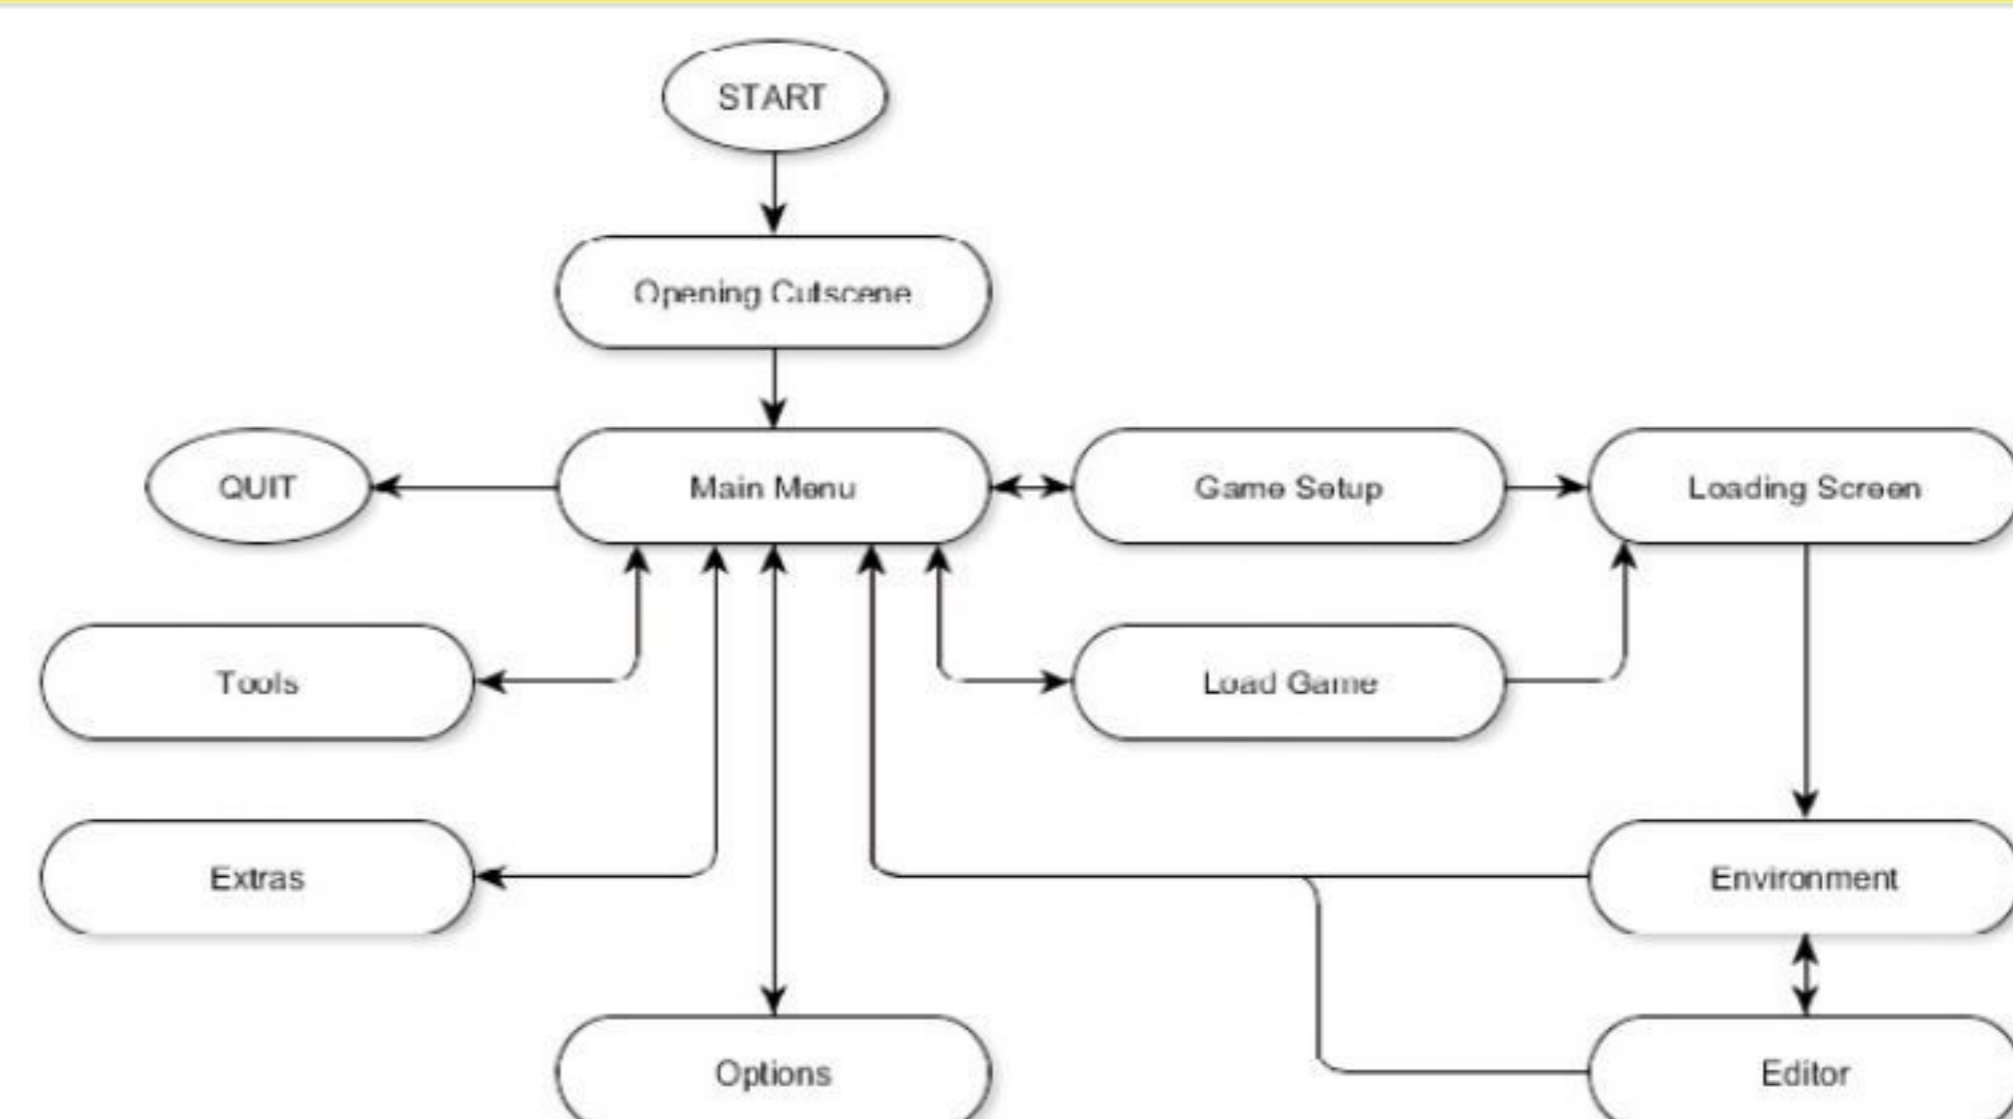 START
Opening Cutscene
QUIT
Main Menu
Game Setup
Loading Screen
Tools
Load Game
Extras
Environment
Options
Editor